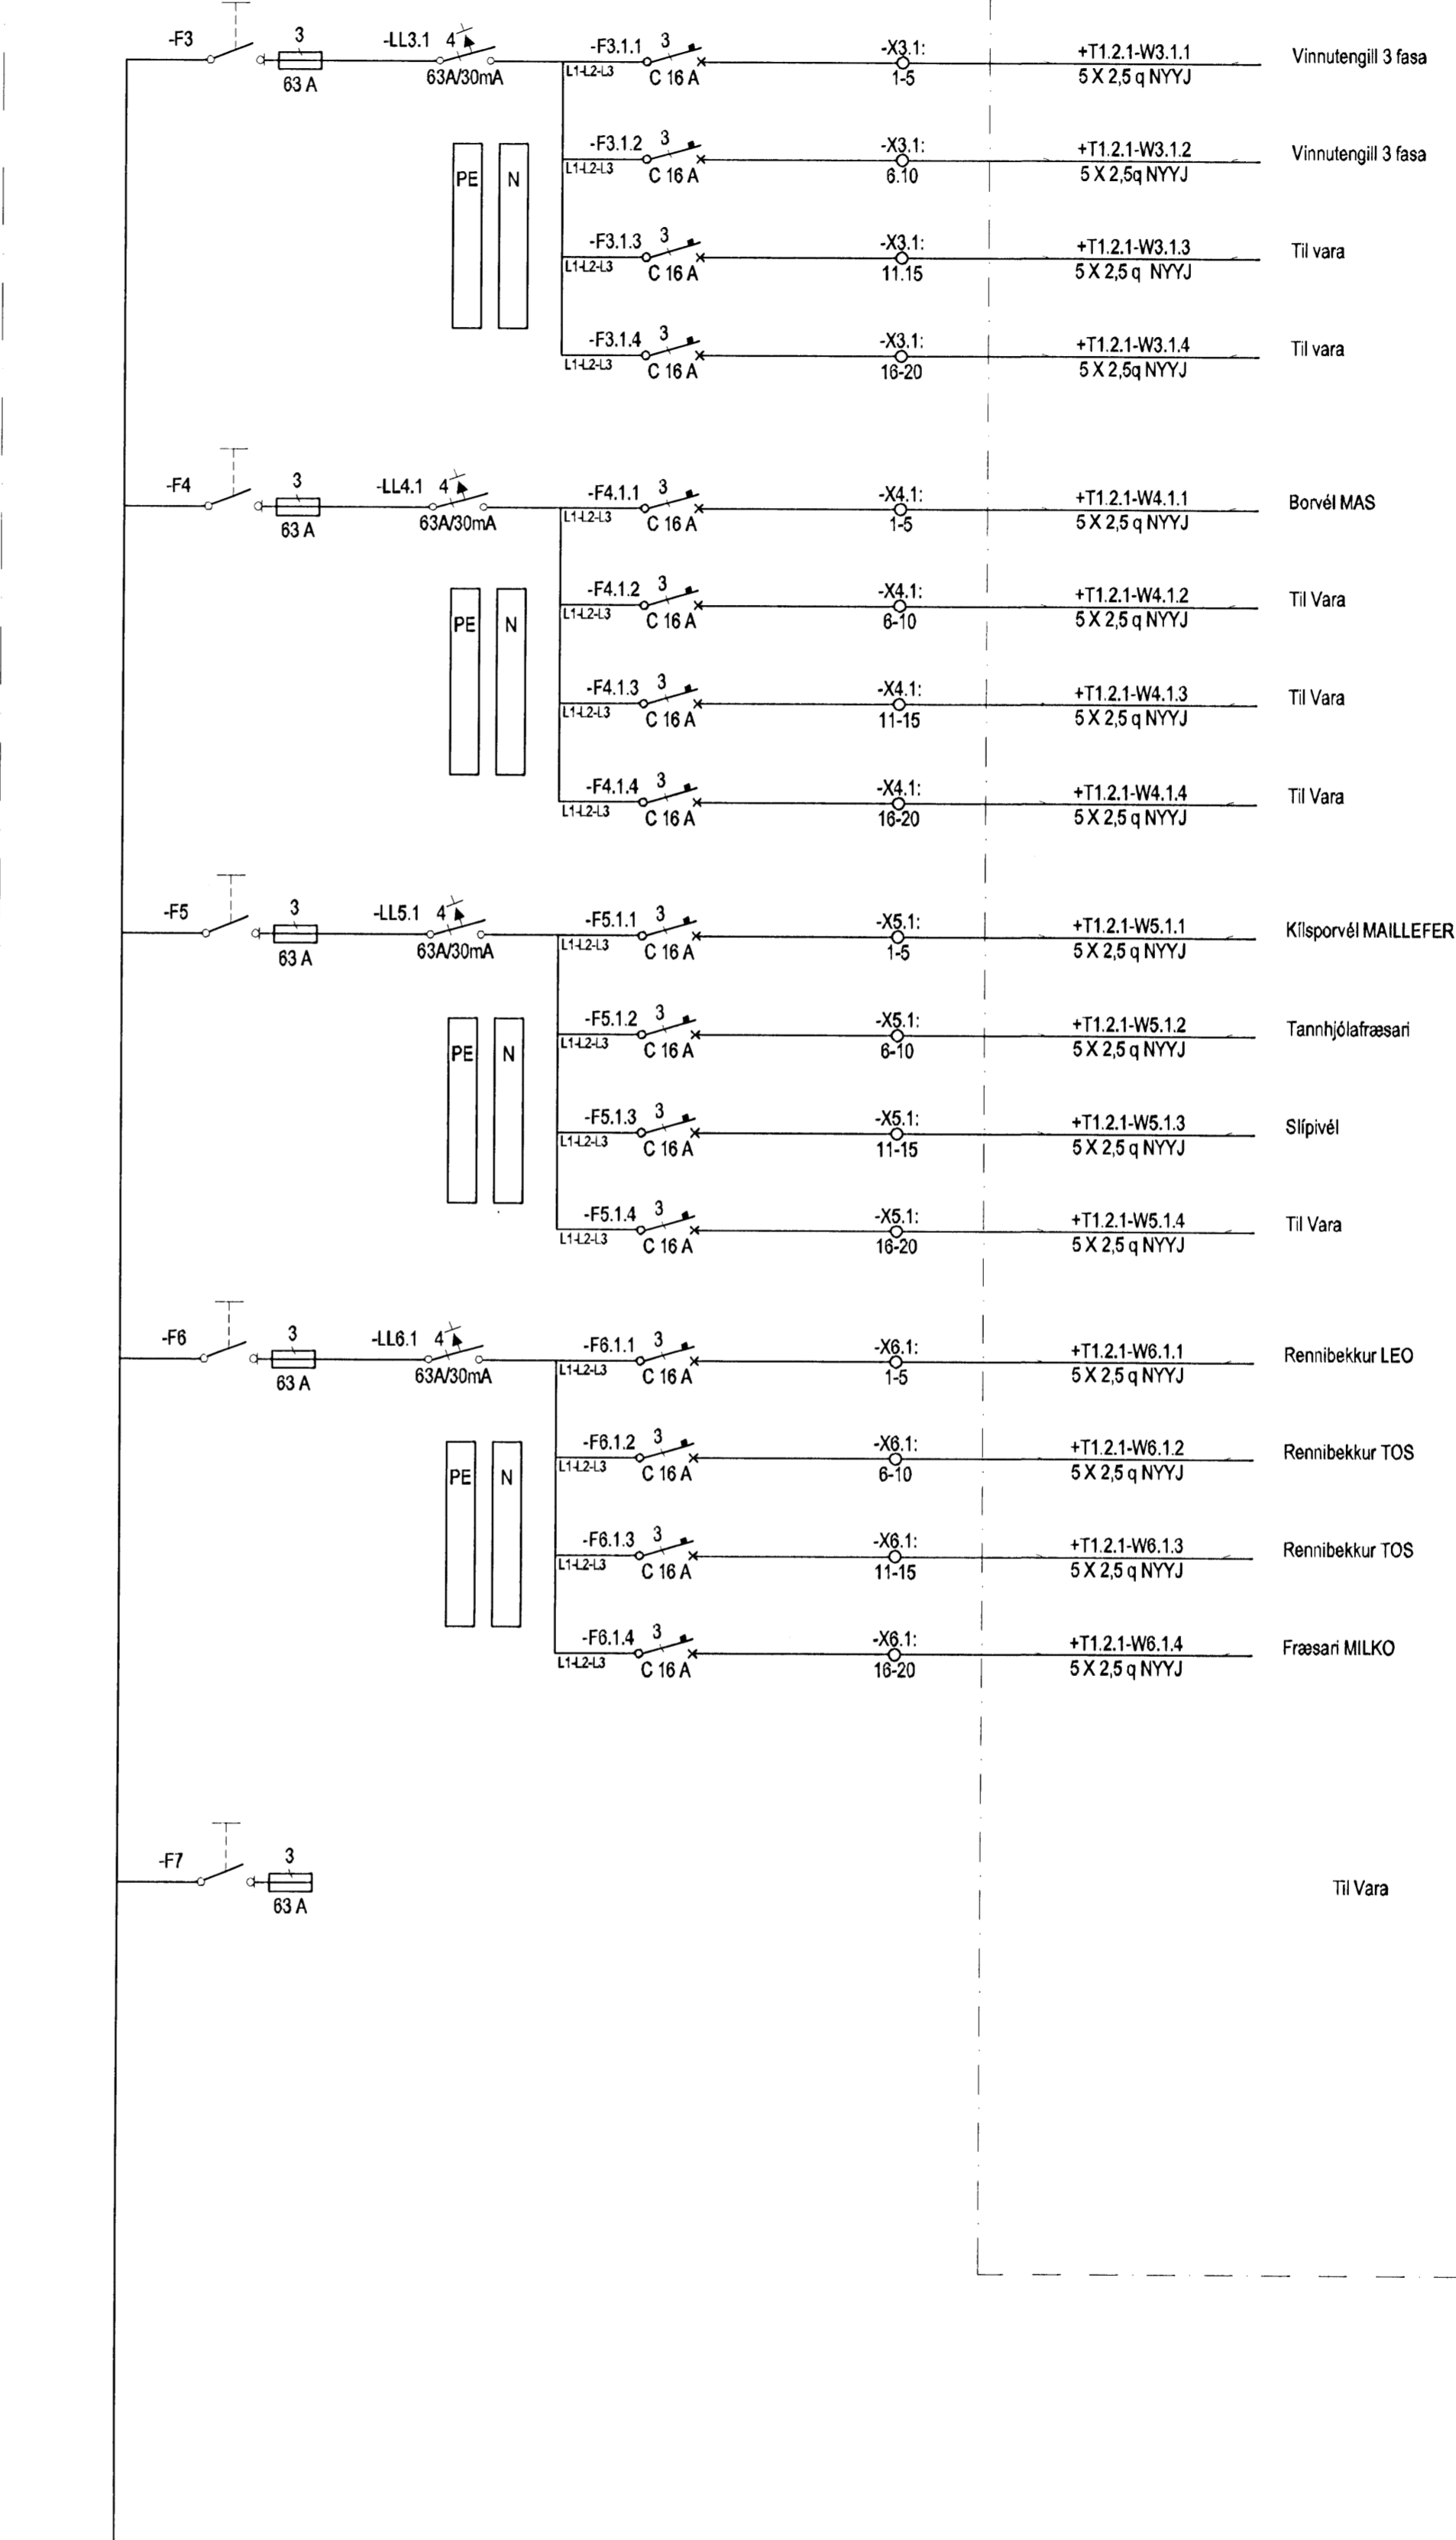 -F3 3 -LL3.1 4 -F3.1.1 3 -X3.1: +T1.2.1-W3.1.1 Vinnutengill 3 fasa
63 A 63A/30mA L1-L2-L3 C 16 A 1-5 5 X 2,5 q NYYJ
-F3.1.2 3 -X3.1: +T1.2.1-W3.1.2 Vinnutengill 3 fasa
PE N L1-L2-L3 C 16 A 6.10 5 X 2,5q NYYJ
-F3.1.3 3 -X3.1: +T1.2.1-W3.1.3 Til vara
L1-L2-L3 C 16 A 11.15 5 X 2,5 q NYYJ
-F3.1.4 3 -X3.1: +T1.2.1-W3.1.4 Til vara
L1-L2-L3 C 16 A 16-20 5 X 2,5q NYYJ
-F4 3 -LL4.1 4 -F4.1.1 3 -X4.1: +T1.2.1-W4.1.1 Borvél MAS
63 A 63A/30mA L1-L2-L3 C 16 A 1-5 5 X 2,5 q NYYJ
-F4.1.2 3 -X4.1: +T1.2.1-W4.1.2 Til Vara
PE N L1-L2-L3 C 16 A 6-10 5 X 2,5 q NYYJ
-F4.1.3 3 -X4.1: +T1.2.1-W4.1.3 Til Vara
L1-L2-L3 C 16 A 11-15 5 X 2,5 q NYYJ
-F4.1.4 3 -X4.1: +T1.2.1-W4.1.4 Til Vara
L1-L2-L3 C 16 A 16-20 5 X 2,5 q NYYJ
-F5 3 -LL5.1 4 -F5.1.1 3 -X5.1: +T1.2.1-W5.1.1 Kílsporvél MAILLEFER
63 A 63A/30mA L1-L2-L3 C 16 A 1-5 5 X 2,5 q NYYJ
-F5.1.2 3 -X5.1: +T1.2.1-W5.1.2 Tannhjólafræsari
PE N L1-L2-L3 C 16 A 6-10 5 X 2,5 q NYYJ
-F5.1.3 3 -X5.1: +T1.2.1-W5.1.3 Slípivél
L1-L2-L3 C 16 A 11-15 5 X 2,5 q NYYJ
-F5.1.4 3 -X5.1: +T1.2.1-W5.1.4 Til Vara
L1-L2-L3 C 16 A 16-20 5 X 2,5 q NYYJ
-F6 3 -LL6.1 4 -F6.1.1 3 -X6.1: +T1.2.1-W6.1.1 Rennibekkur LEO
63 A 63A/30mA L1-L2-L3 C 16 A 1-5 5 X 2,5 q NYYJ
-F6.1.2 3 -X6.1: +T1.2.1-W6.1.2 Rennibekkur TOS
PE N L1-L2-L3 C 16 A 6-10 5 X 2,5 q NYYJ
-F6.1.3 3 -X6.1: +T1.2.1-W6.1.3 Rennibekkur TOS
L1-L2-L3 C 16 A 11-15 5 X 2,5 q NYYJ
-F6.1.4 3 -X6.1: +T1.2.1-W6.1.4 Fræsari MILKO
L1-L2-L3 C 16 A 16-20 5 X 2,5 q NYYJ
-F7 3
63 A Til Vara